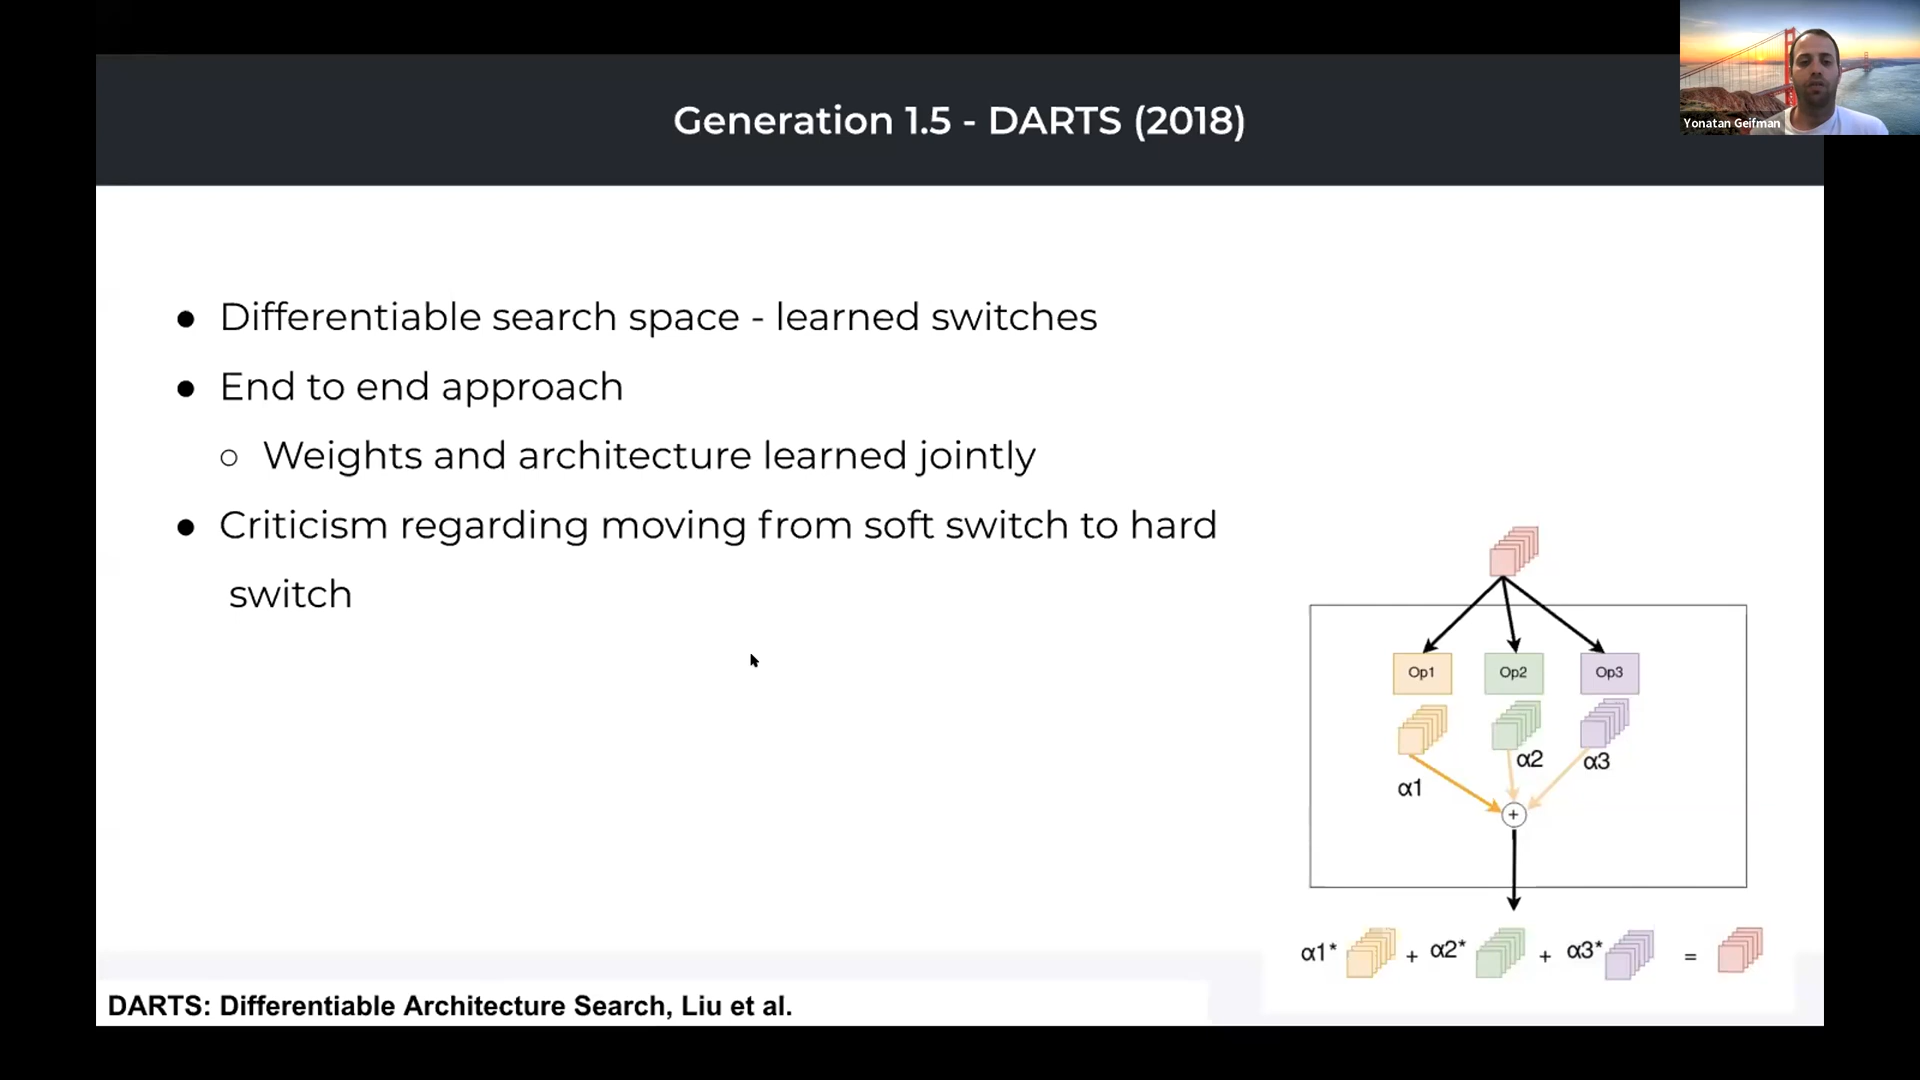 Generation 1.5 - DARTS (2018)
Yonatan Geifman
● Differentiable search space - learned switches
● End to end approach
○ Weights and architecture learned jointly
● Criticism regarding moving from soft switch to hard
switch
Op1 Op2 Op3
α1 α2 α3
+
α1* + α2* + α3* =
DARTS: Differentiable Architecture Search, Liu et al.